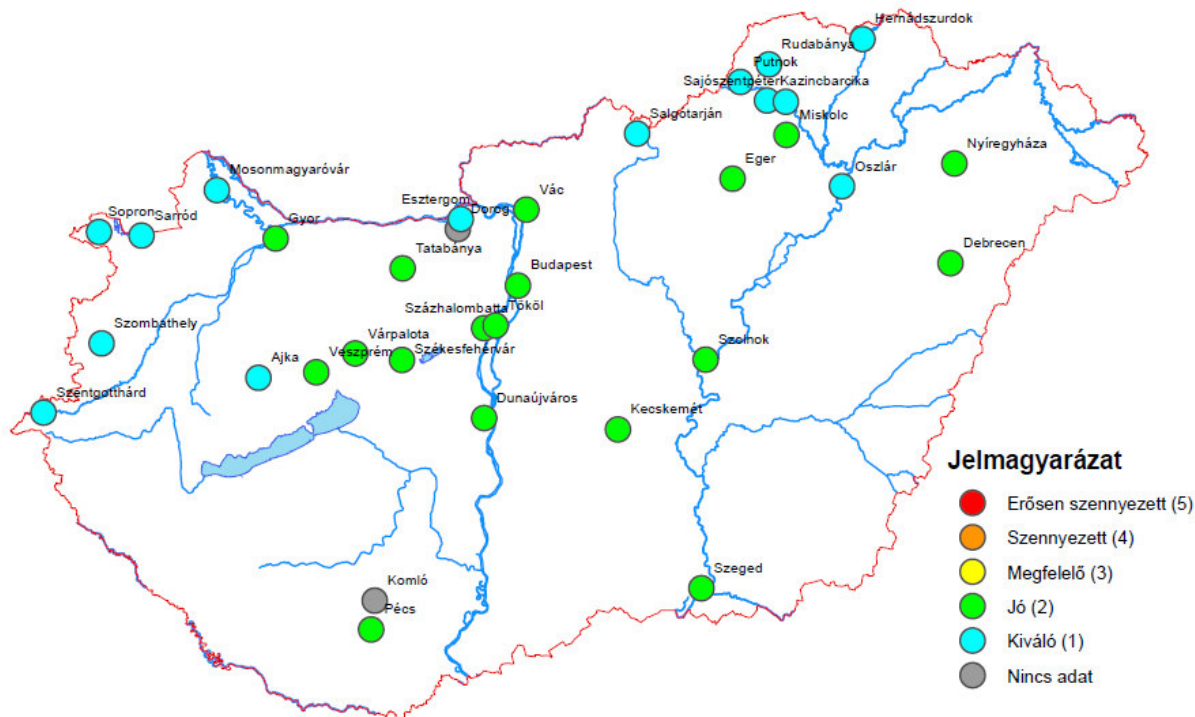 Hernádszurdok
Rudabánya
Putnok
Sajószentpéter
Kazincbarcika
Salgótarján
Miskolc
Nyíregyháza
Eger
Oszlár
Mosonmagyaróvár
Esztergom
Vác
Sopron
Sarród
Gyor
Dorog
Tatabánya
Debrecen
Budapest
Százhalombatta
Tököl
Szombathely
Várpalota
Székesfehérvár
Szolnok
Ajka
Veszprém
Szentgotthárd
Dunaújváros
Kecskemét
Jelmagyarázat
Erősen szennyezett (5)
Szennyezett (4)
Megfelelő (3)
Szeged
Komló
Jó (2)
Pécs
Kiváló (1)
Nincs adat